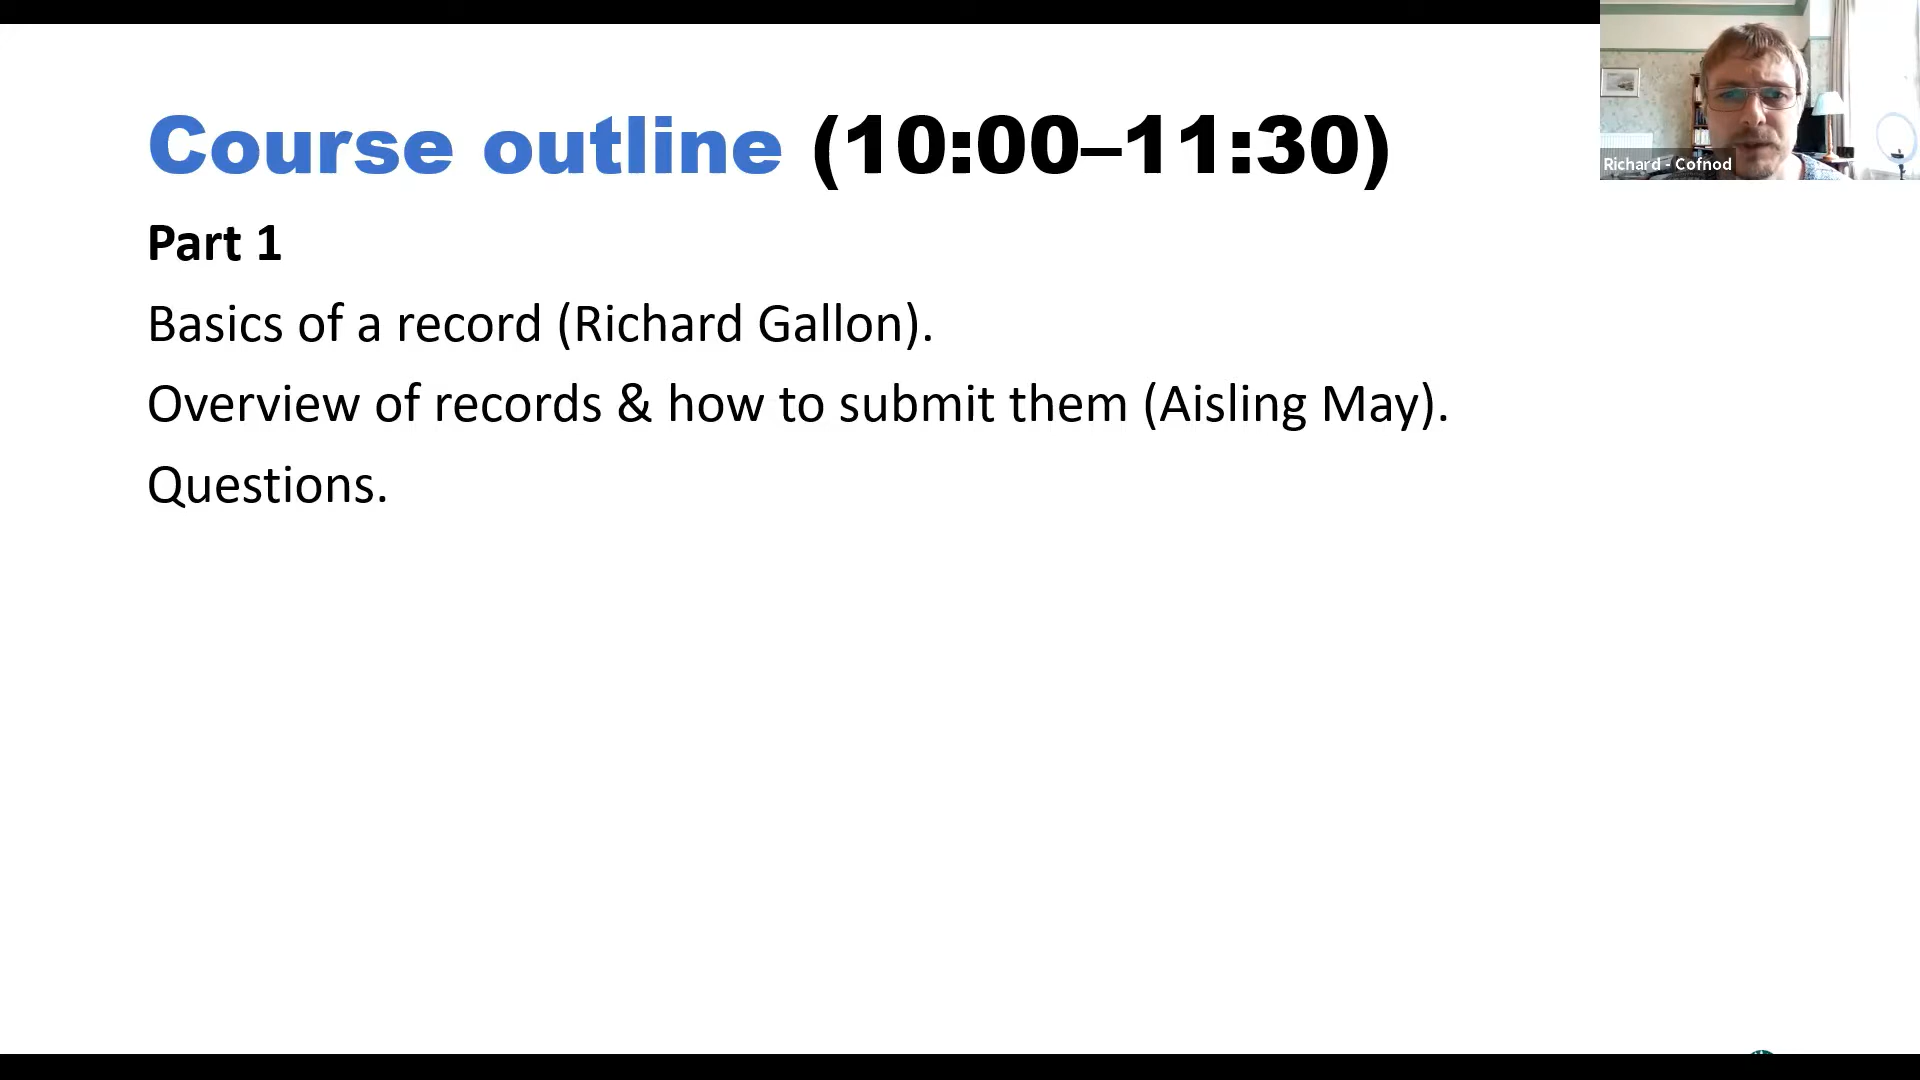 Course outline (10:00–11:30)
Part 1
Basics of a record (Richard Gallon).
Overview of records & how to submit them (Aisling May).
Questions.
Richard - Cofnod